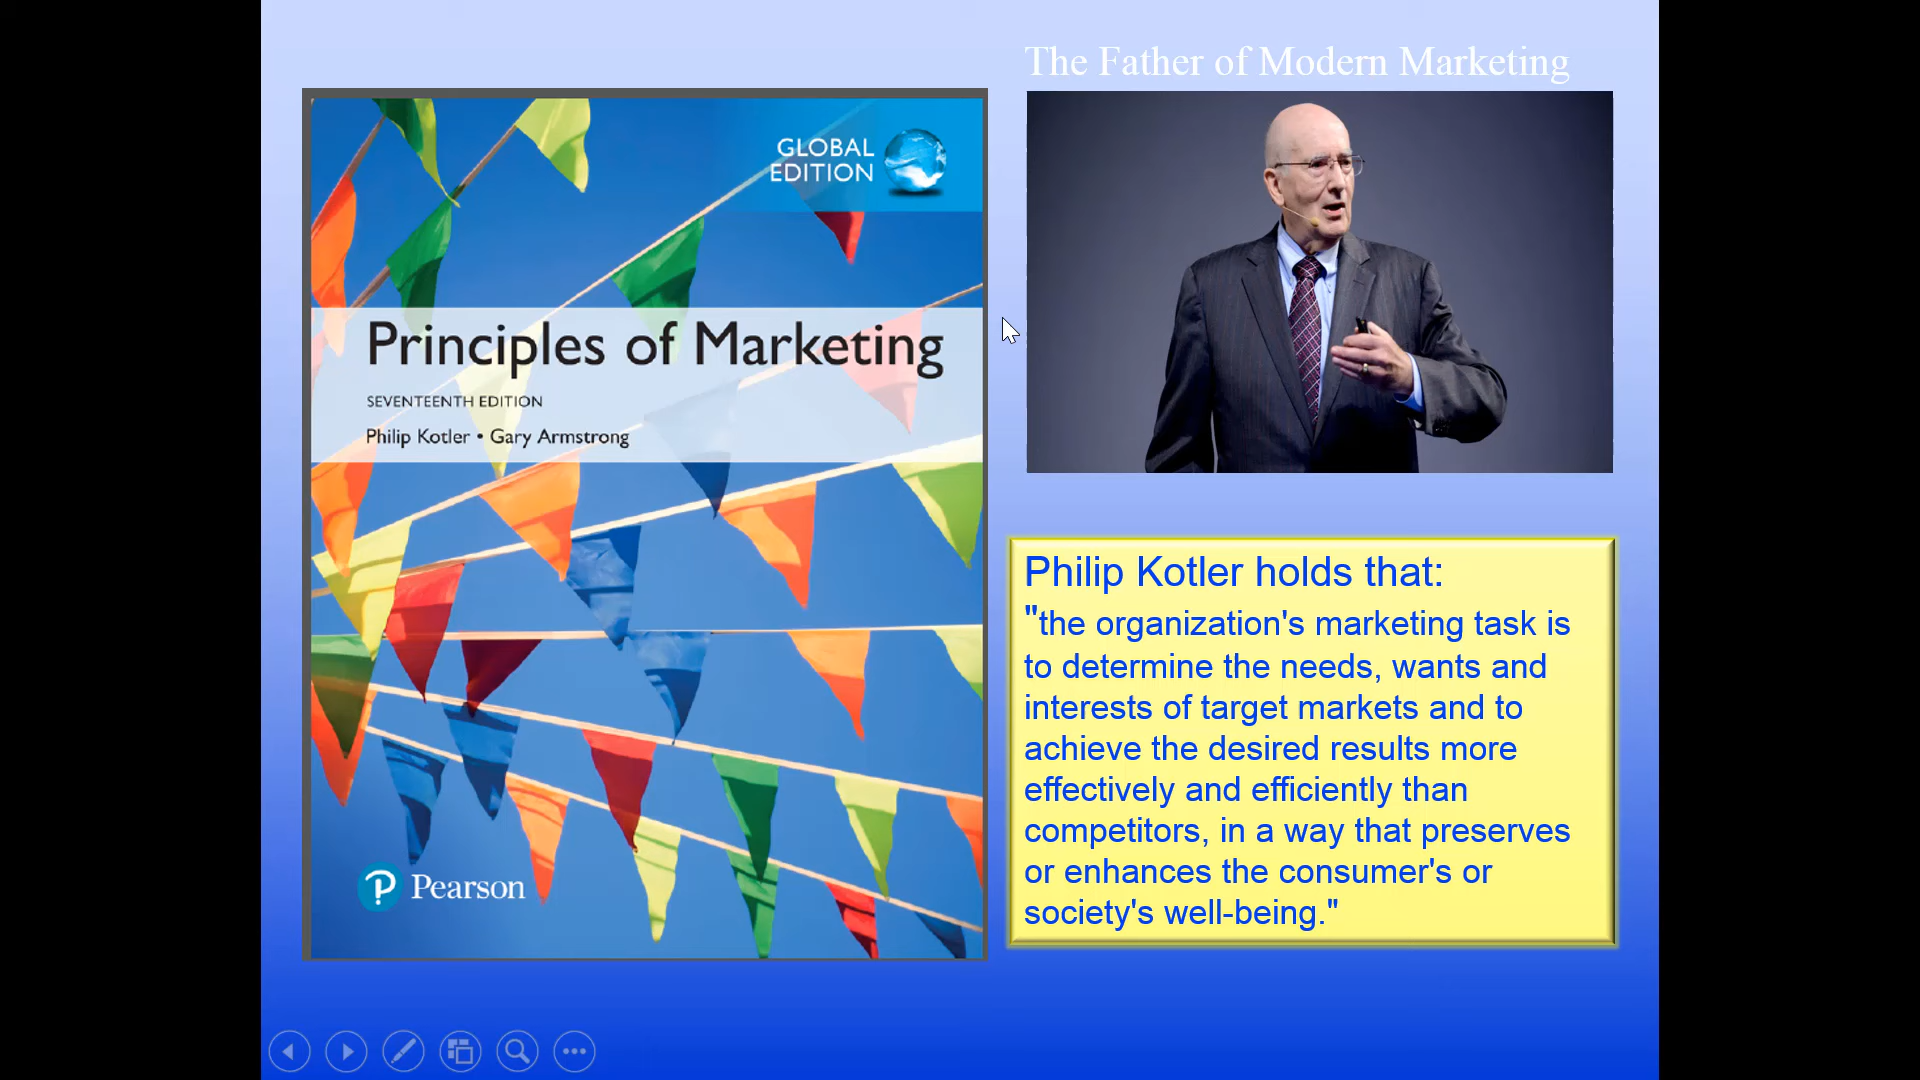 The Father of Modern Marketing
GLOBAL
EDITION
Principles of Marketing
SEVENTEENTH EDITION
Philip Kotler • Gary Armstrong
Pearson
Philip Kotler holds that:
"the organization's marketing task is
to determine the needs, wants and
interests of target markets and to
achieve the desired results more
effectively and efficiently than
competitors, in a way that preserves
or enhances the consumer's or
society's well-being."